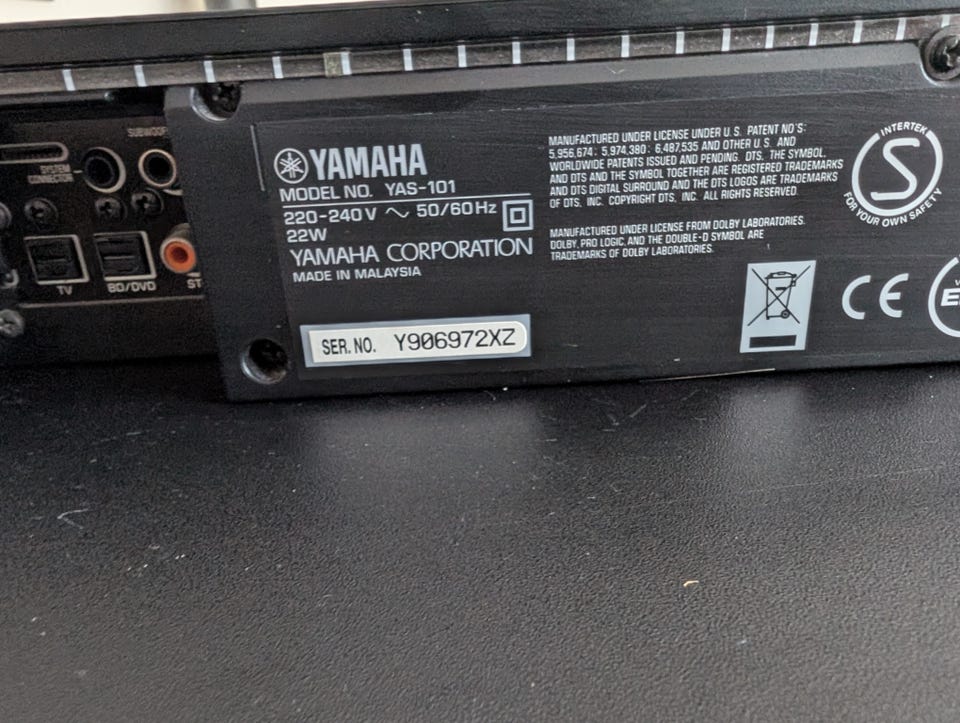 SUBWOOF
SYSTEM
CONNECTOR
TV
BD/DVD
ST
YAMAHA
MODEL NO. YAS-101
220-240V ~ 50/60Hz
22W
YAMAHA CORPORATION
MADE IN MALAYSIA
SER. NO. Y906972XZ
MANUFACTURED UNDER LICENSE UNDER U.S. PATENT NO'S:
5,956,674; 5,974,380; 6,487,535 AND OTHER U.S. AND
WORLDWIDE PATENTS ISSUED AND PENDING. DTS, THE SYMBOL,
AND DTS AND THE SYMBOL TOGETHER ARE REGISTERED TRADEMARKS
AND DTS DIGITAL SURROUND AND THE DTS LOGOS ARE TRADEMARKS
OF DTS, INC. COPYRIGHT DTS, INC. ALL RIGHTS RESERVED.
MANUFACTURED UNDER LICENSE FROM DOLBY LABORATORIES.
DOLBY, PRO LOGIC, AND THE DOUBLE-D SYMBOL ARE
TRADEMARKS OF DOLBY LABORATORIES.
INTERTEK
S
FOR YOUR OWN SAFETY
CE
E